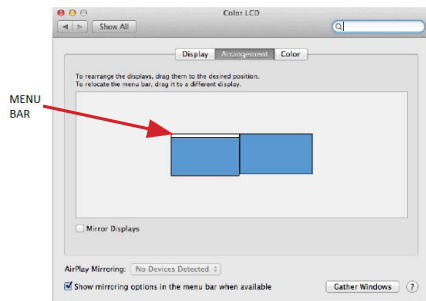 Color LCD
Show All
Display Arrangement Color
To rearrange the displays, drag them to the desired position.
To relocate the menu bar, drag it to a different display.
MENU
BAR
Mirror Displays
AirPlay Mirroring: No Devices Detected
Show mirroring options in the menu bar when available
Gather Windows ?